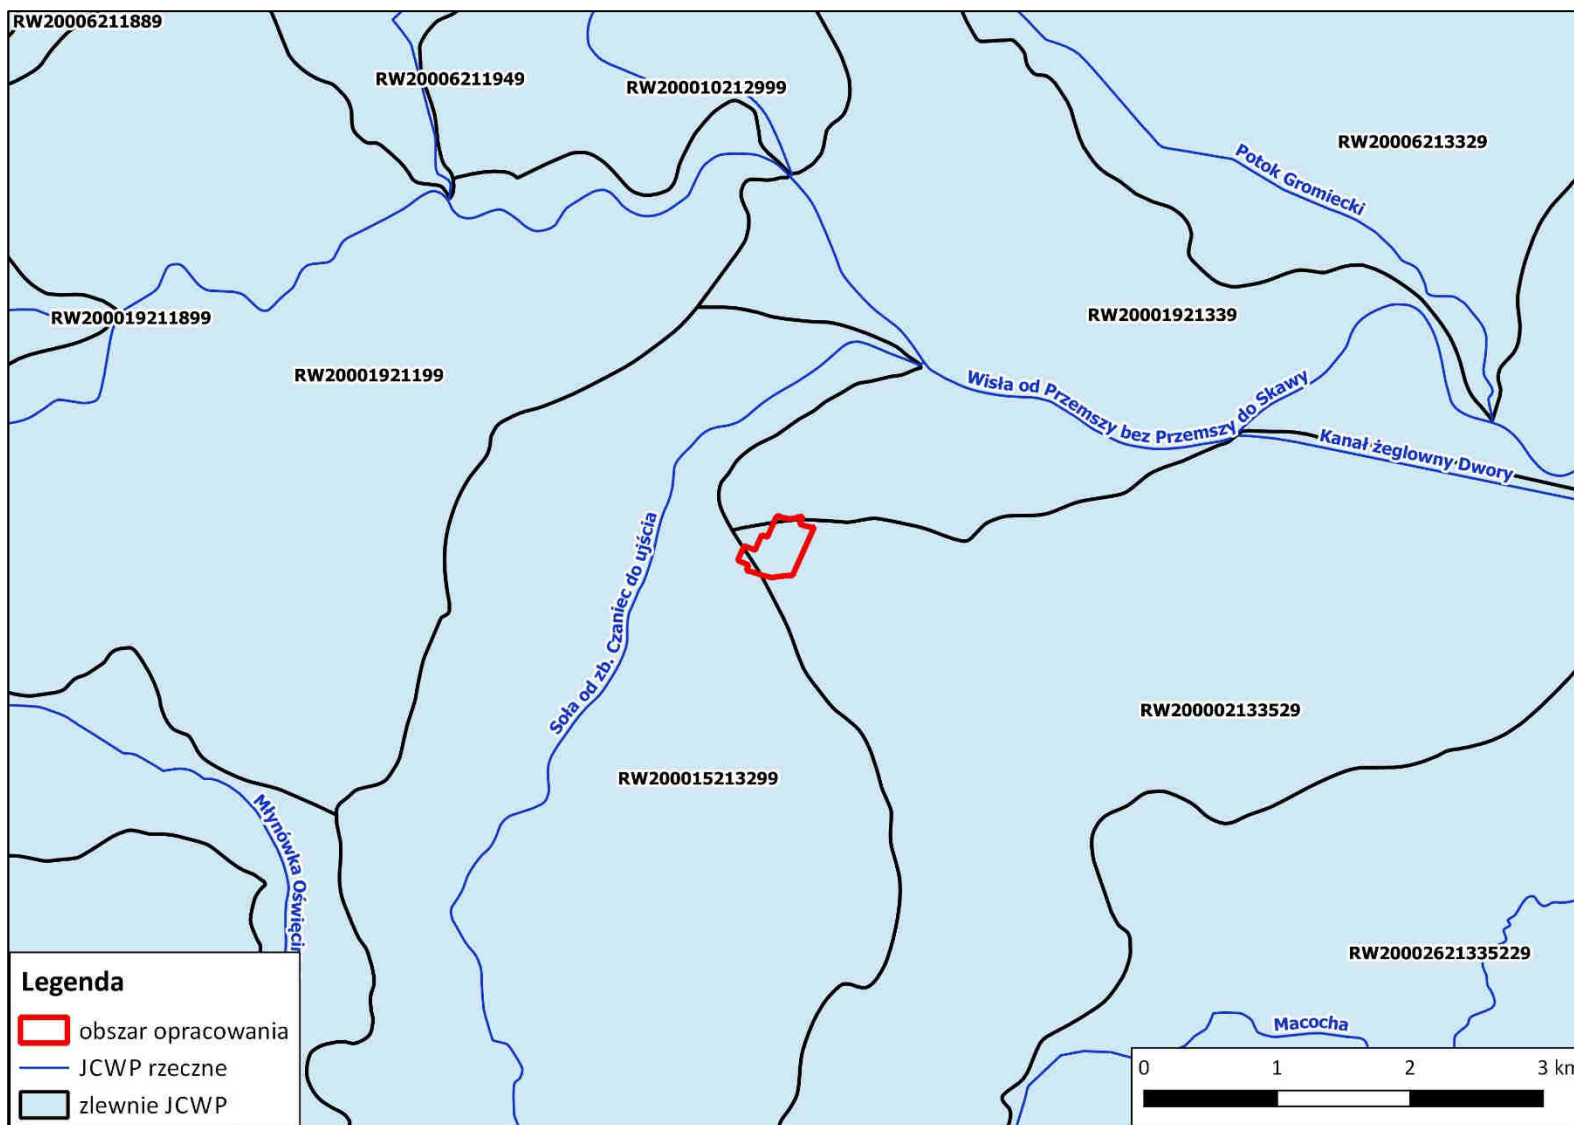 RW20006211889
RW20006211949
RW200010212999
RW20006213329
Potok Gromiecki
RW200019211899
RW20001921339
RW20001921199
Wisła od Przemszy bez Przemszy do Skawy
Kanał żeglowny Dwory
Soła od zb. Czaniec do ujścia
RW200002133529
RW200015213299
Młynówka Oświęcim
RW20002621335229
Macocha
Legenda
obszar opracowania
JCWP rzeczne
zlewnie JCWP
0 1 2 3 km